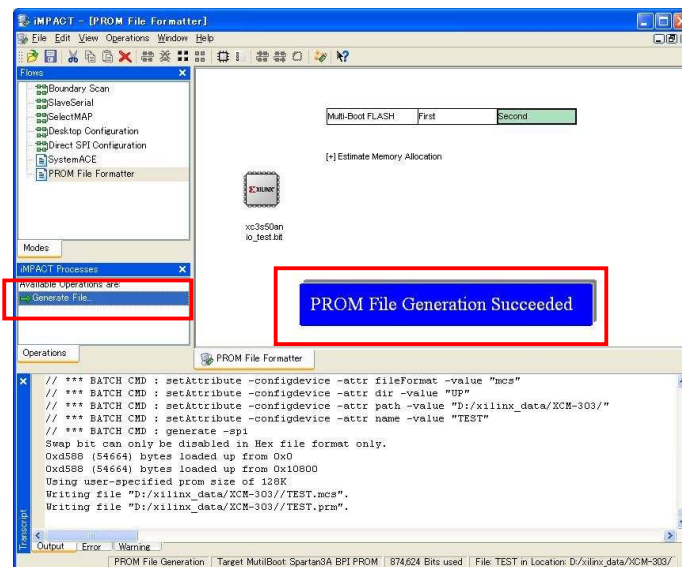 iMPACT - [PROM File Formatter]
File Edit View Operations Window Help
Flows
Boundary Scan
SlaveSerial
SelectMAP
Desktop Configuration
Direct SPI Configuration
SystemACE
PROM File Formatter
Modes
iMPACT Processes
Available Operations are:
Generate File...
Operations
Multi-Boot FLASH First Second
[+] Estimate Memory Allocation
XILINX
xc3s50an
io_test.bit
PROM File Generation Succeeded
PROM File Formatter
// *** BATCH CMD : setAttribute -configdevice -attr fileFormat -value "mcs"
// *** BATCH CMD : setAttribute -configdevice -attr dir -value "UP"
// *** BATCH CMD : setAttribute -configdevice -attr path -value "D:/xilinx_data/XCM-303/"
// *** BATCH CMD : setAttribute -configdevice -attr name -value "TEST"
// *** BATCH CMD : generate -spi
Swap bit can only be disabled in Hex file format only.
0xd588 (54664) bytes loaded up from 0x0
0xd588 (54664) bytes loaded up from 0x10800
Using user-specified prom size of 128K
Writing file "D:/xilinx_data/XCM-303//TEST.mcs".
Writing file "D:/xilinx_data/XCM-303//TEST.prm".
Transcript
Output Error Warning
PROM File Generation Target MutilBoot Spartan3A BPI PROM 874,624 Bits used File: TEST in Location: D:/xilinx_data/XCM-303/